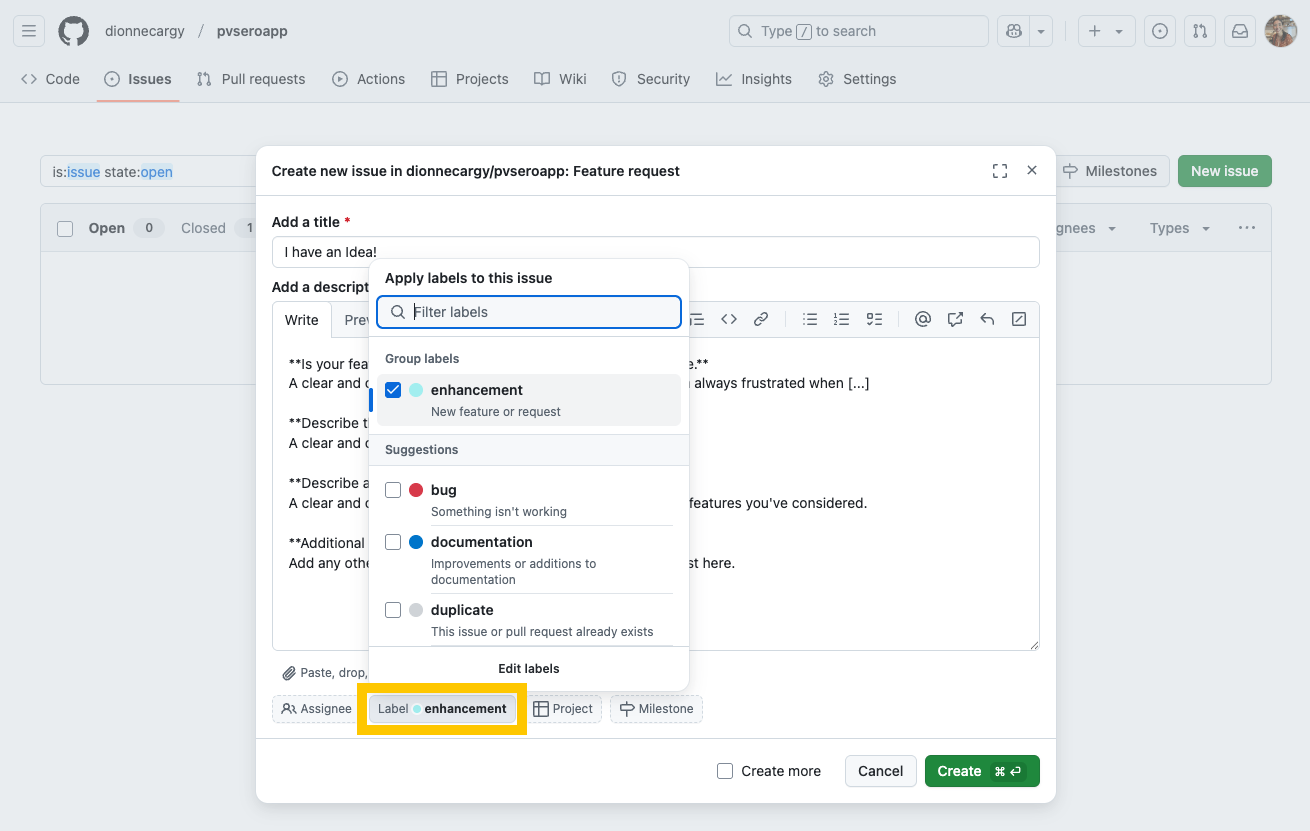 dionnecargy / pvseroapp
Type / to search
Code
Issues
Pull requests
Actions
Projects
Wiki
Security
Insights
Settings
is:issue state:open
Milestones
New issue
Open 0
Closed 1
Types
Create new issue in dionnecargy/pvseroapp: Feature request
Add a title *
I have an Idea!
Add a descript
Write
Prev
Apply labels to this issue
Filter labels
Group labels
enhancement
New feature or request
Suggestions
bug
Something isn't working
documentation
Improvements or additions to
documentation
duplicate
This issue or pull request already exists
Edit labels
**Is your fea
e.**
A clear and c
always frustrated when [...]
**Describe t
A clear and c
**Describe a
A clear and c
features you've considered.
**Additional
Add any othe
st here.
Paste, drop,
Assignee
Label enhancement
Project
Milestone
Create more
Cancel
Create ⌘ ↵